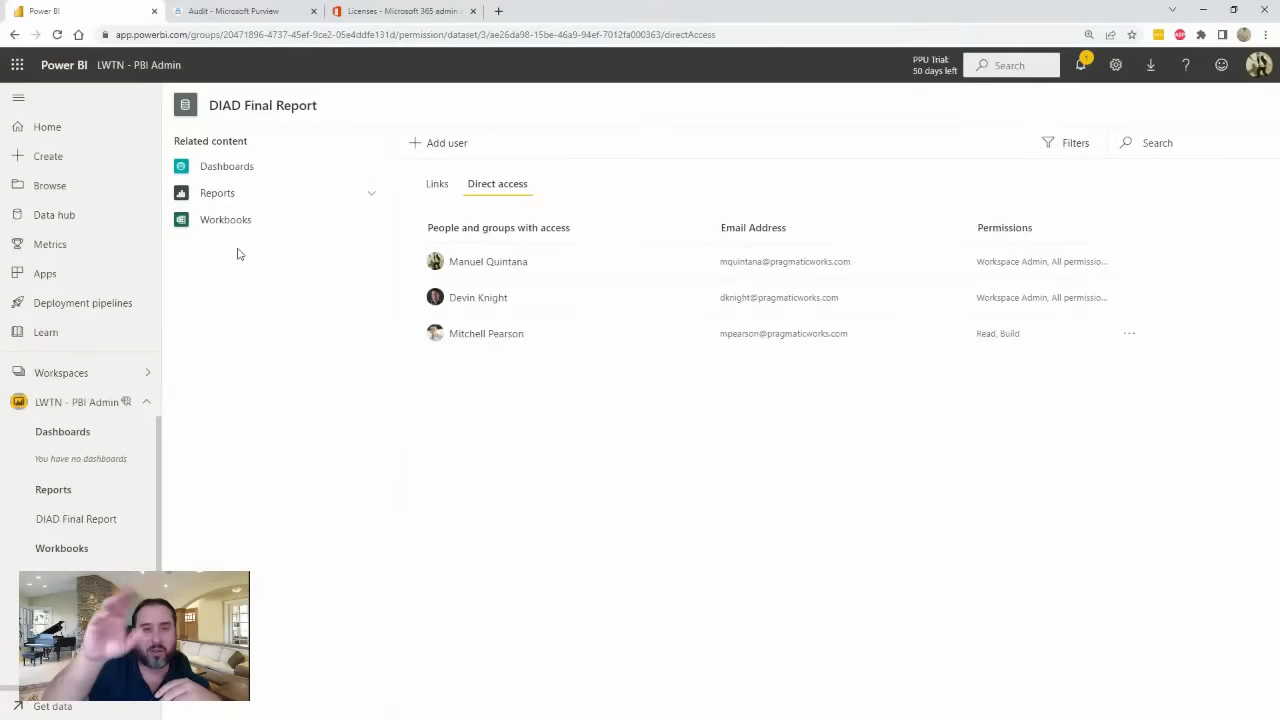 Power BI
Audit - Microsoft Purview
Licenses - Microsoft 365 admin
app.powerbi.com/groups/20471896-4737-45ef-9ce2-05e4ddfe131d/permission/dataset/3/ae26da98-15be-46a9-94ef-7012fa000363/directAccess
Power BI LWTN - PBI Admin
PPU Trial:
50 days left
Search
1
DIAD Final Report
Home
Create
Browse
Data hub
Metrics
Apps
Deployment pipelines
Learn
Workspaces
LWTN - PBI Admin
Dashboards
You have no dashboards
Reports
DIAD Final Report
Workbooks
Get data
Related content
Dashboards
Reports
Workbooks
Add user
Filters
Search
Links Direct access
People and groups with access Email Address Permissions
Manuel Quintana mquintana@pragmaticworks.com Workspace Admin, All permissio...
Devin Knight dknight@pragmaticworks.com Workspace Admin, All permissio...
Mitchell Pearson mpearson@pragmaticworks.com Read, Build ...